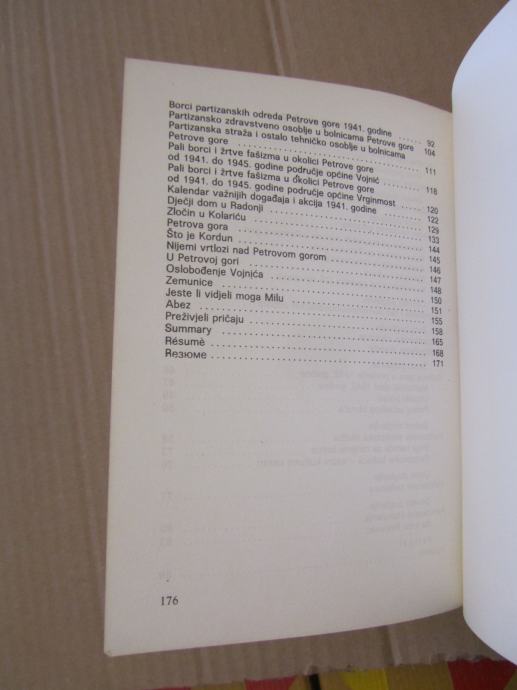 Borci partizanskih odreda Petrove gore 1941. godine ...... 92
Partizansko zdravstveno osoblje u bolnicama Petrove gore 104
Partizanska straža i ostalo tehničko osoblje u bolnicama
Petrove gore ........ 111
Pali borci i žrtve fašizma u okolici Petrove gore
od 1941. do 1945. godine područje općine Vojnić ........ 118
Pali borci i žrtve fašizma u okolici Petrove gore
od 1941. do 1945. godine područje općine Vrginmost ..... 120
Kalendar važnijih događaja i akcija 1941. godine ........ 122
Dječji dom u Radonji ........ 129
Zločin u Kolariću ........ 133
Petrova gora ........ 144
Što je Kordun ........ 145
Nijemi vrtlozi nad Petrovom gorom ........ 146
U Petrovoj gori ........ 147
Oslobođenje Vojnića ........ 148
Zemunice ........ 150
Jeste li vidjeli moga Milu ........ 151
Abez ........ 155
Preživjeli pričaju ........ 158
Summary ........ 165
Résumè ........ 168
Rезюме ........ 171
176